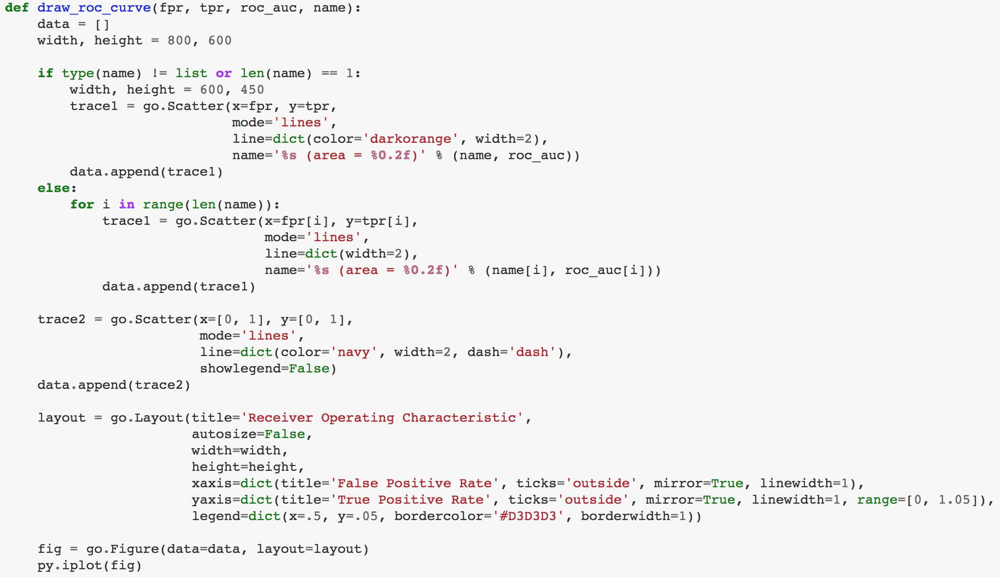 def draw_roc_curve(fpr, tpr, roc_auc, name):
    data = []
    width, height = 800, 600

    if type(name) != list or len(name) == 1:
        width, height = 600, 450
        trace1 = go.Scatter(x=fpr, y=tpr,
                            mode='lines',
                            line=dict(color='darkorange', width=2),
                            name='%s (area = %0.2f)' % (name, roc_auc))
        data.append(trace1)
    else:
        for i in range(len(name)):
            trace1 = go.Scatter(x=fpr[i], y=tpr[i],
                                mode='lines',
                                line=dict(width=2),
                                name='%s (area = %0.2f)' % (name[i], roc_auc[i]))
            data.append(trace1)

    trace2 = go.Scatter(x=[0, 1], y=[0, 1],
                        mode='lines',
                        line=dict(color='navy', width=2, dash='dash'),
                        showlegend=False)
    data.append(trace2)

    layout = go.Layout(title='Receiver Operating Characteristic',
                       autosize=False,
                       width=width,
                       height=height,
                       xaxis=dict(title='False Positive Rate', ticks='outside', mirror=True, linewidth=1),
                       yaxis=dict(title='True Positive Rate', ticks='outside', mirror=True, linewidth=1, range=[0, 1.05]),
                       legend=dict(x=.5, y=.05, bordercolor='#D3D3D3', borderwidth=1))

    fig = go.Figure(data=data, layout=layout)
    py.iplot(fig)